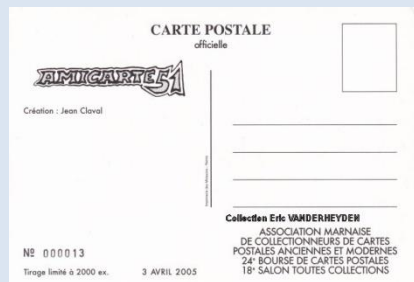 CARTE POSTALE
officielle
AMICARTE 51
Création : Jean Claval
Collection Eric VANDERHEYDEN
ASSOCIATION MARNAISE
DE COLLECTIONNEURS DE CARTES
POSTALES ANCIENNES ET MODERNES
24e BOURSE DE CARTES POSTALES
18e SALON TOUTES COLLECTIONS
Nº 000013
Tirage limité à 2000 ex.
3 AVRIL 2005